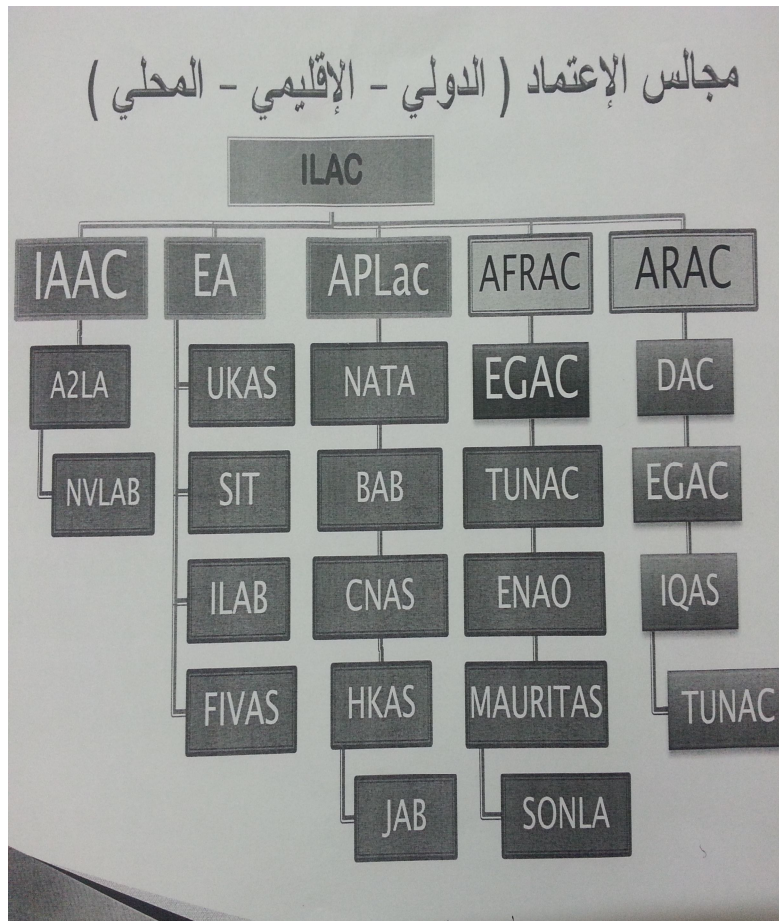 مجالس الإعتماد ( الدولي - الإقليمي - المحلي )
ILAC
IAAC
EA
APLac
AFRAC
ARAC
A2LA
UKAS
NATA
EGAC
DAC
NVLAB
SIT
BAB
TUNAC
EGAC
ILAB
CNAS
ENAO
IQAS
FIVAS
HKAS
MAURITAS
TUNAC
JAB
SONLA